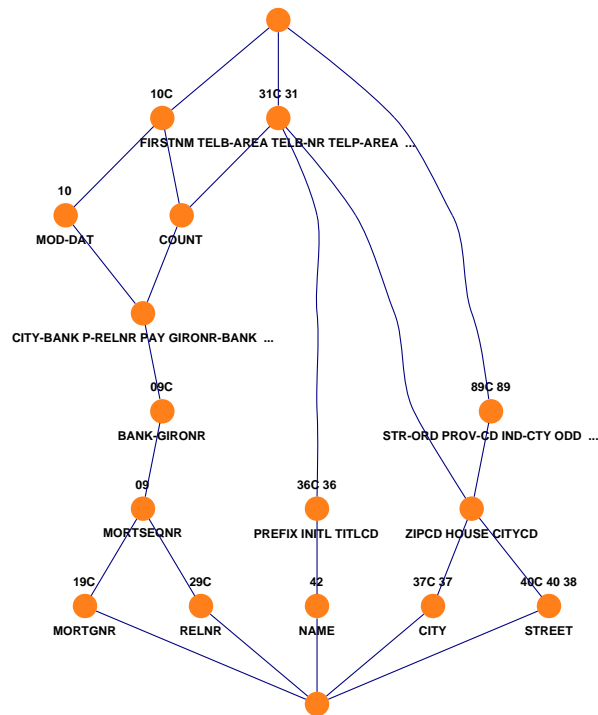 10C
31C 31
FIRSTNM TELB-AREA TELB-NR TELP-AREA ...
10
MOD-DAT
COUNT
CITY-BANK P-RELNR PAY GIRONR-BANK ...
09C
89C 89
BANK-GIRONR
STR-ORD PROV-CD IND-CTY ODD ...
09
36C 36
MORTSEQNR
PREFIX INITL TITLCD
ZIPCD HOUSE CITYCD
19C
29C
42
37C 37
40C 40 38
MORTGNR
RELNR
NAME
CITY
STREET